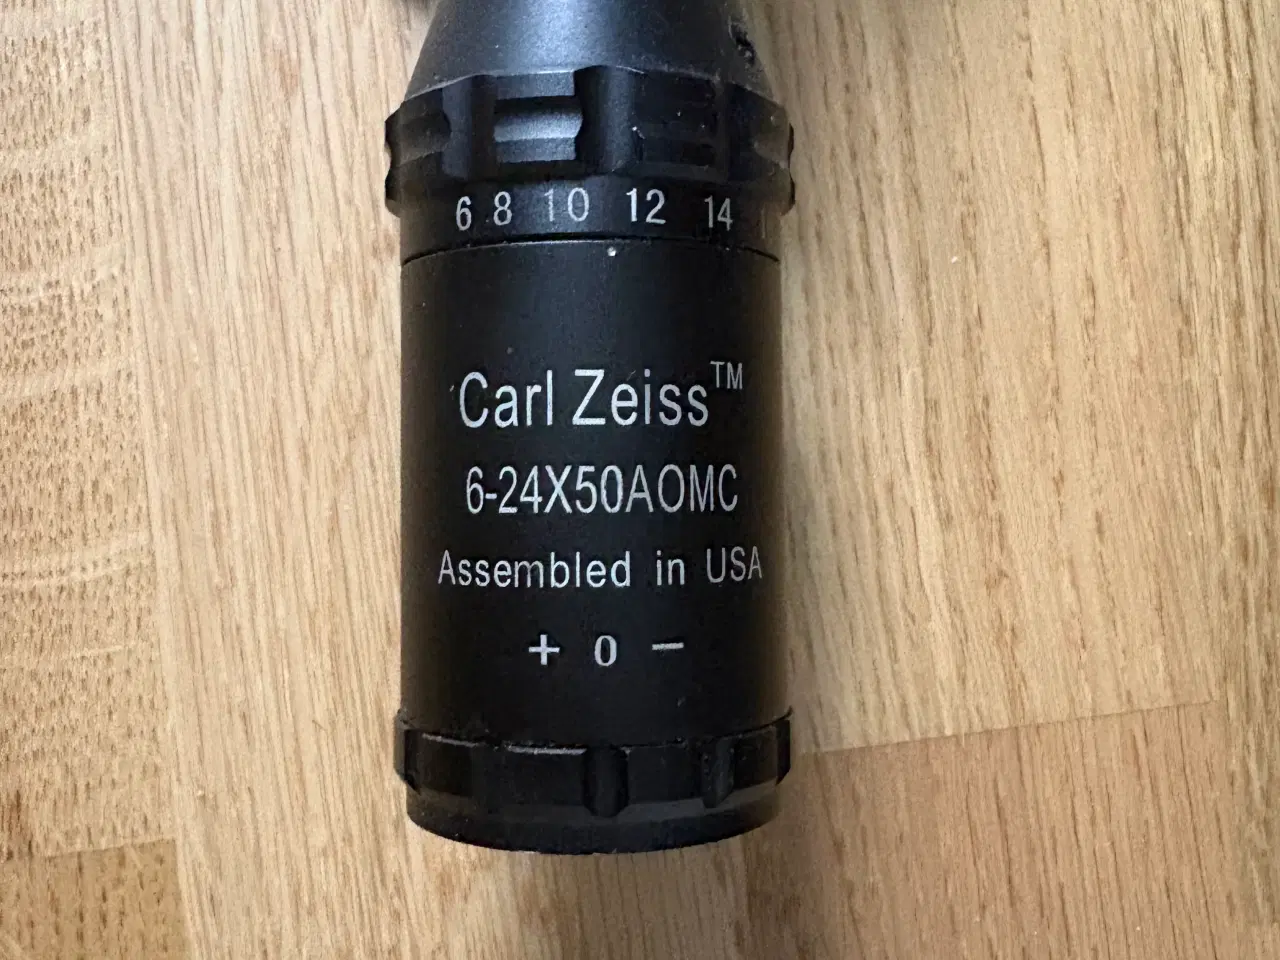 6 8 10 12 14
Carl Zeiss™
6-24X50AOMC
Assembled in USA
+ 0 −